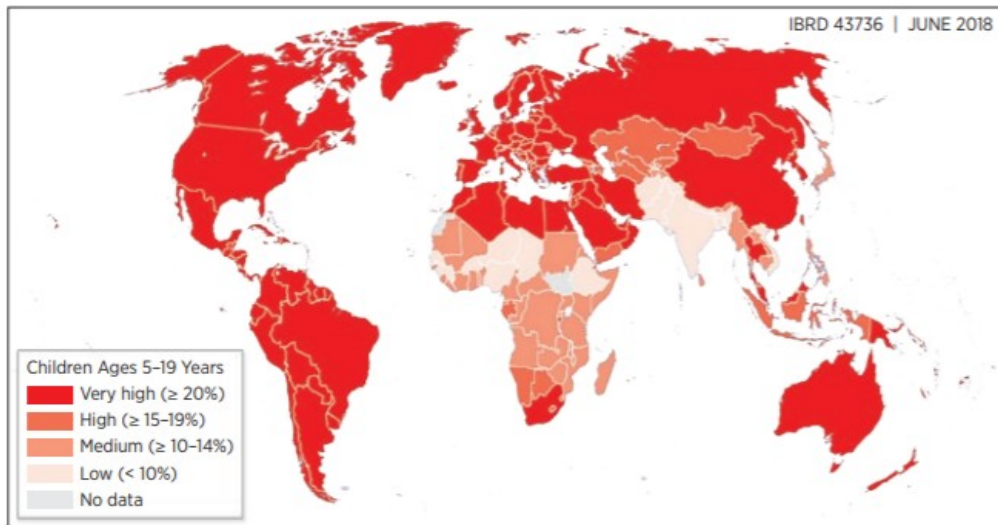 IBRD 43736 | JUNE 2018
Children Ages 5–19 Years
Very high (≥ 20%)
High (≥ 15–19%)
Medium (≥ 10–14%)
Low (< 10%)
No data